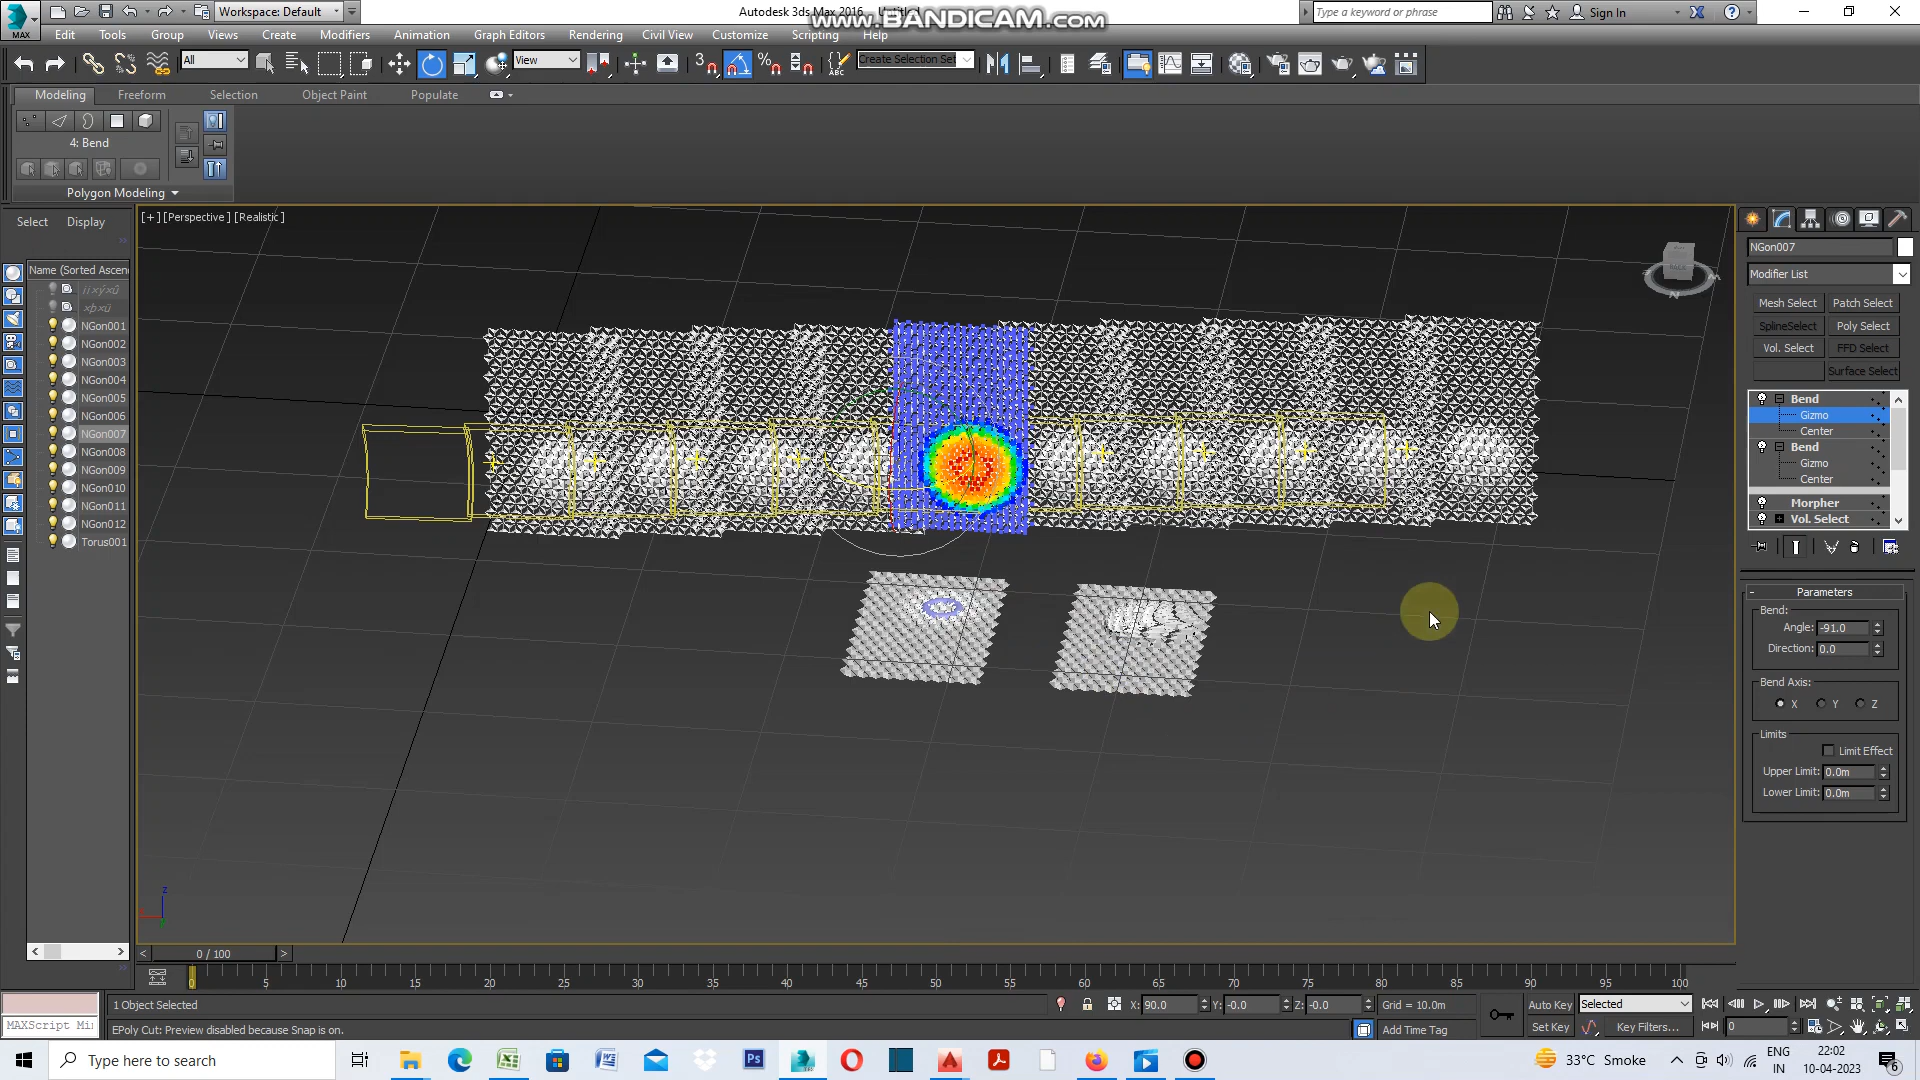 Workspace: Default
Autodesk 3ds Max 2016
www.BANDICAM.com
Type a keyword or phrase
Sign In
MAX
Edit Tools Group Views Create Modifiers Animation Graph Editors Rendering Civil View Customize Scripting Help
All
View
Create Selection Set
Modeling Freeform Selection Object Paint Populate
4: Bend
Polygon Modeling
Select Display
[+] [Perspective] [Realistic]
Name (Sorted Ascen
NGon001
NGon002
NGon003
NGon004
NGon005
NGon006
NGon007
NGon008
NGon009
NGon010
NGon011
NGon012
Torus001
NGon007
Modifier List
Mesh Select Patch Select
SplineSelect Poly Select
Vol. Select FFD Select
Surface Select
Bend
Gizmo
Center
Bend
Gizmo
Center
Morpher
Vol. Select
Parameters
Bend:
Angle: -91.0
Direction: 0.0
Bend Axis:
X Y Z
Limits
Limit Effect
Upper Limit: 0.0m
Lower Limit: 0.0m
0 / 100
0 5 10 15 20 25 30 35 40 45 50 55 60 65 70 75 80 85 90 95 100
1 Object Selected
X: 90.0 Y: -0.0 Z: -0.0 Grid = 10.0m
Auto Key Selected
MAXScript Mi
EPoly Cut: Preview disabled because Snap is on.
Add Time Tag
Set Key Key Filters... 0
Type here to search
33°C Smoke
ENG
IN
22:02
10-04-2023
6